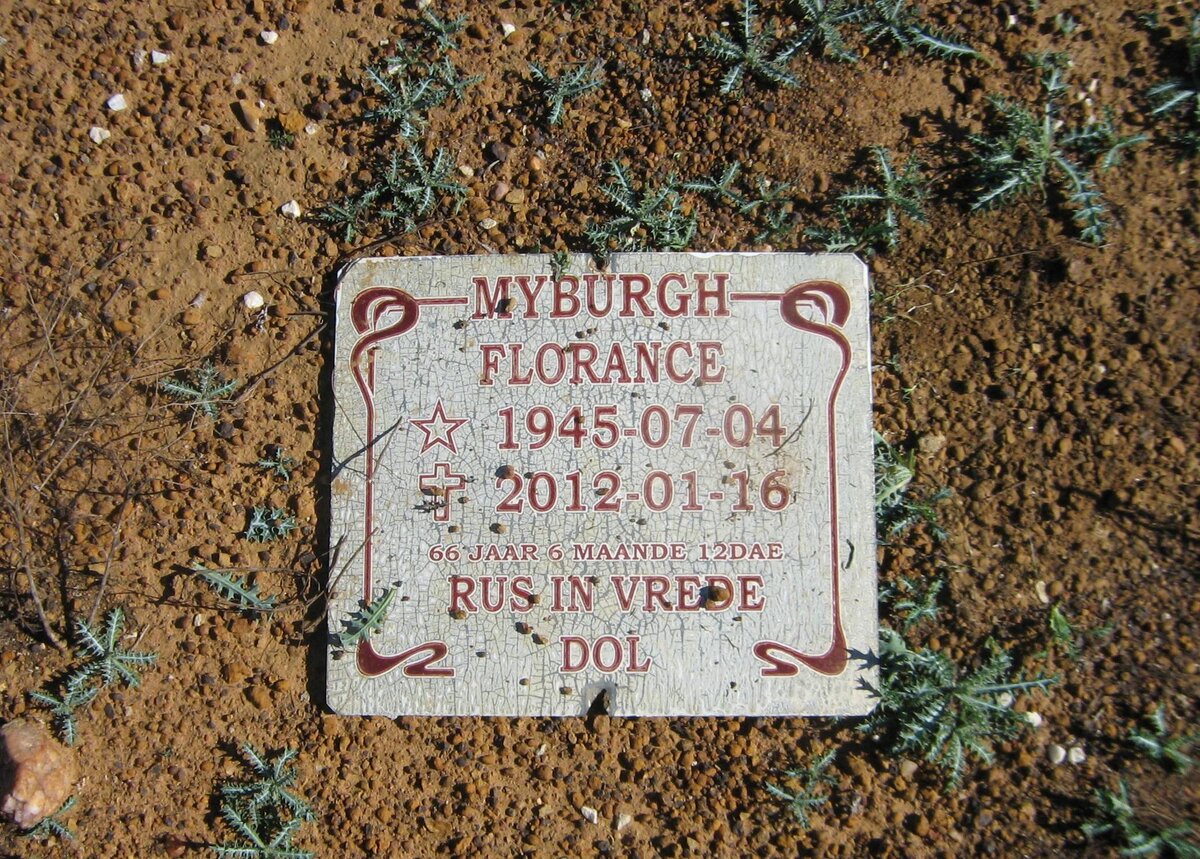 MYBURGH
FLORANCE
1945-07-04
2012-01-16
66 JAAR 6 MAANDE 12DAE
RUS IN VREDE
DOL